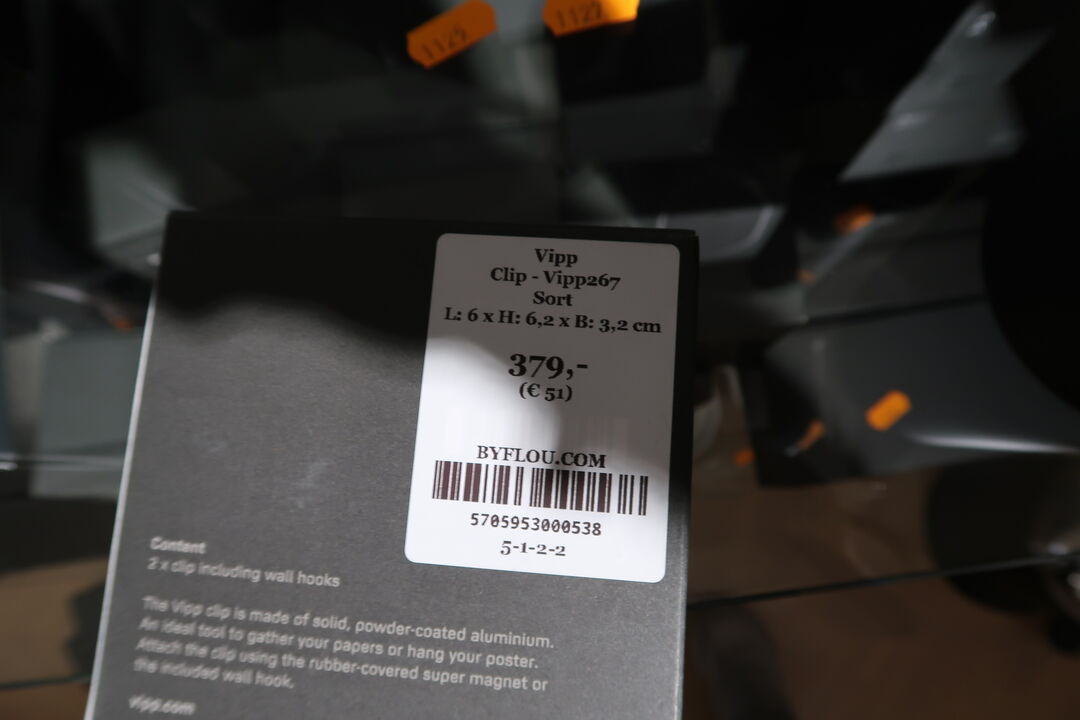 1125
1122
Vipp
Clip - Vipp267
Sort
L: 6 x H: 6,2 x B: 3,2 cm
379,-
(€ 51)
BYFLOU.COM
5705953000538
5-1-2-2
Content
2 x clip including wall hooks
The Vipp clip is made of solid, powder-coated aluminium.
An ideal tool to gather your papers or hang your poster.
Attach the clip using the rubber-covered super magnet or
the included wall hook.
vipp.com